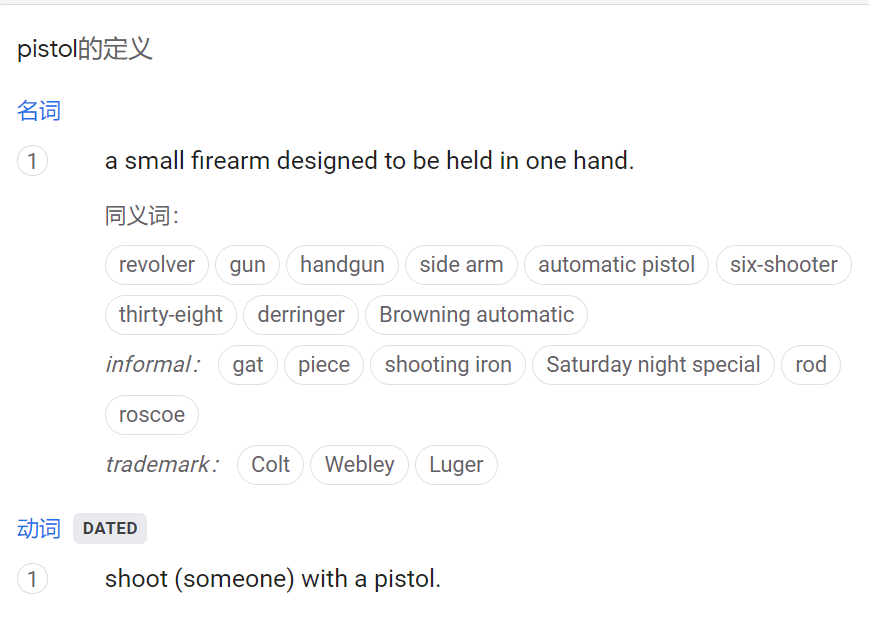 pistol的定义
名词
1 a small firearm designed to be held in one hand.
同义词：
revolver gun handgun side arm automatic pistol six-shooter
thirty-eight derringer Browning automatic
informal： gat piece shooting iron Saturday night special rod
roscoe
trademark： Colt Webley Luger
动词 DATED
1 shoot (someone) with a pistol.